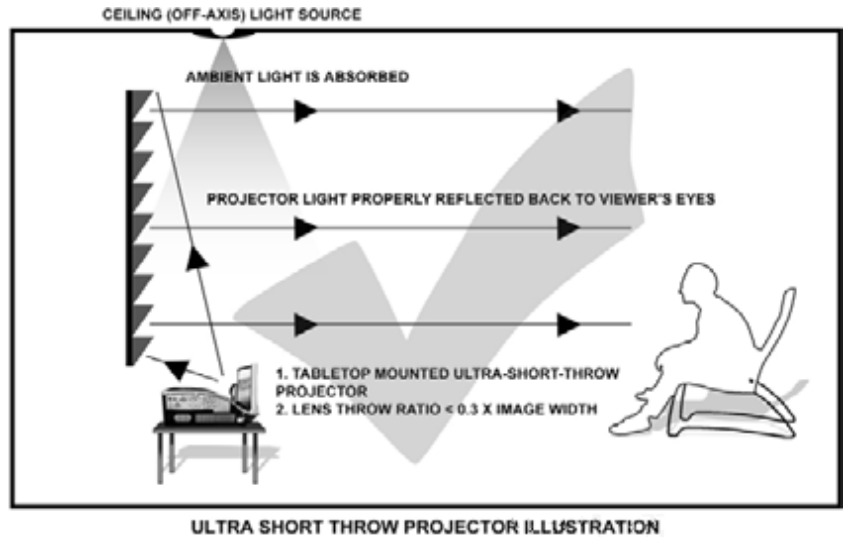 CEILING (OFF-AXIS) LIGHT SOURCE
AMBIENT LIGHT IS ABSORBED
PROJECTOR LIGHT PROPERLY REFLECTED BACK TO VIEWER'S EYES
1. TABLETOP MOUNTED ULTRA-SHORT-THROW
PROJECTOR
2. LENS THROW RATIO < 0.3 X IMAGE WIDTH
ULTRA SHORT THROW PROJECTOR ILLUSTRATION